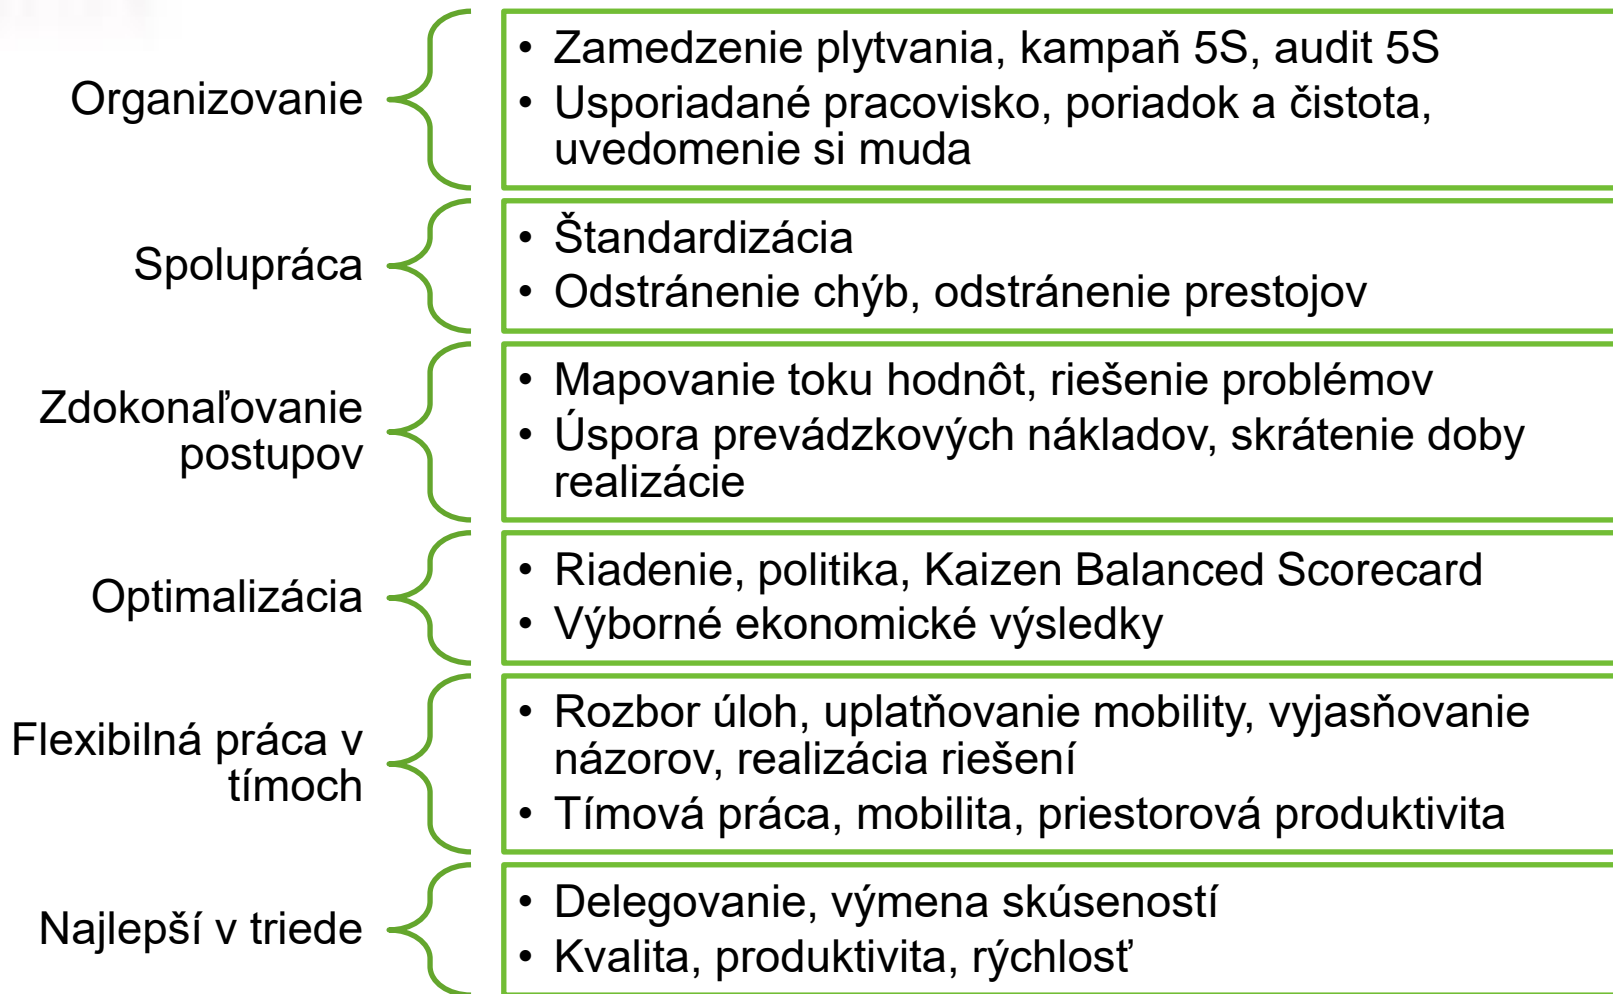 Organizovanie
• Zamedzenie plytvania, kampaň 5S, audit 5S
• Usporiadané pracovisko, poriadok a čistota,
uvedomenie si muda
Spolupráca
• Štandardizácia
• Odstránenie chýb, odstránenie prestojov
Zdokonaľovanie
postupov
• Mapovanie toku hodnôt, riešenie problémov
• Úspora prevádzkových nákladov, skrátenie doby
realizácie
Optimalizácia
• Riadenie, politika, Kaizen Balanced Scorecard
• Výborné ekonomické výsledky
Flexibilná práca v
tímoch
• Rozbor úloh, uplatňovanie mobility, vyjasňovanie
názorov, realizácia riešení
• Tímová práca, mobilita, priestorová produktivita
Najlepší v triede
• Delegovanie, výmena skúseností
• Kvalita, produktivita, rýchlosť